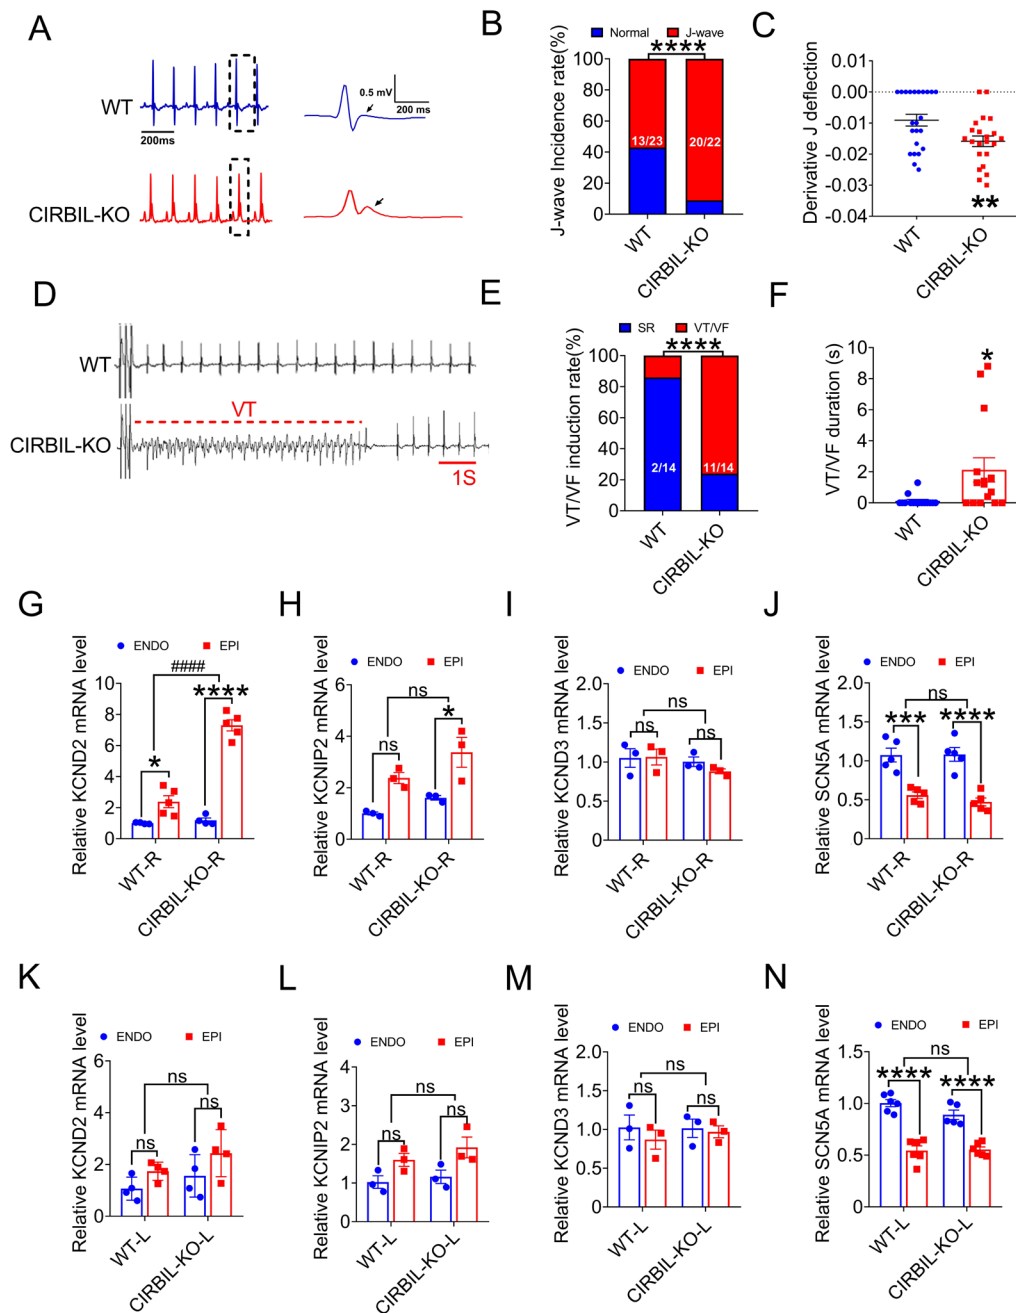 A
WT
CIRBIL-KO
200ms
0.5 mV
200 ms
B
Normal
J-wave
J-wave Incidence rate(%)
100
80
60
40
20
0
****
13/23
20/22
WT
CIRBIL-KO
C
Derivative J deflection
0.01
0.00
-0.01
-0.02
-0.03
-0.04
**
WT
CIRBIL-KO
D
WT
VT
CIRBIL-KO
1S
E
SR
VT/VF
VT/VF induction rate(%)
100
80
60
40
20
0
****
2/14
11/14
WT
CIRBIL-KO
F
VT/VF duration (s)
10
8
6
4
2
0
*
WT
CIRBIL-KO
G
ENDO
EPI
Relative KCND2 mRNA level
10
8
6
4
2
0
####
****
*
WT-R
CIRBIL-KO-R
H
ENDO
EPI
Relative KCNIP2 mRNA level
6
4
2
0
ns
*
ns
WT-R
CIRBIL-KO-R
I
ENDO
EPI
Relative KCND3 mRNA level
2.0
1.5
1.0
0.5
0.0
ns
ns
ns
WT-R
CIRBIL-KO-R
J
ENDO
EPI
Relative SCN5A mRNA level
2.0
1.5
1.0
0.5
0.0
ns
***
****
WT-R
CIRBIL-KO-R
K
ENDO
EPI
Relative KCND2 mRNA level
6
4
2
0
ns
ns
ns
WT-L
CIRBIL-KO-L
L
ENDO
EPI
Relative KCNIP2 mRNA level
4
3
2
1
0
ns
ns
ns
WT-L
CIRBIL-KO-L
M
ENDO
EPI
Relative KCND3 mRNA level
2.0
1.5
1.0
0.5
0.0
ns
ns
ns
WT-L
CIRBIL-KO-L
N
ENDO
EPI
Relative SCN5A mRNA level
1.5
1.0
0.5
0.0
ns
****
****
WT-L
CIRBIL-KO-L